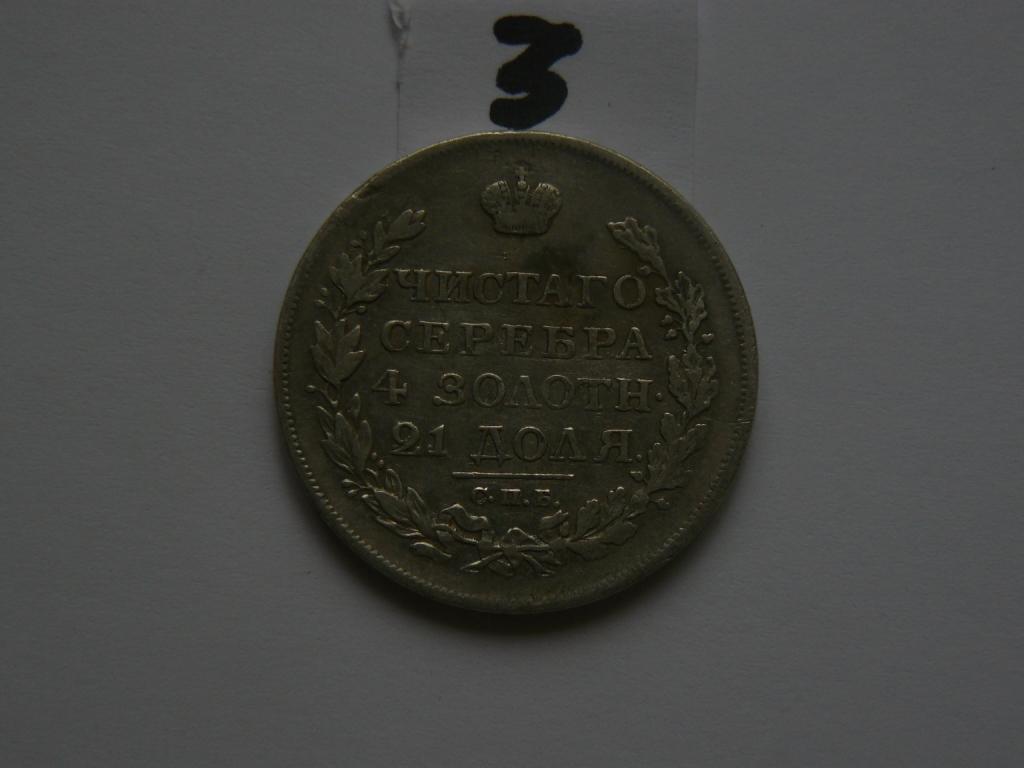 3
ЧИСТАГО
СЕРЕБРА
4 ЗОЛОТН.
21 ДОЛЯ.
С. П. Б.